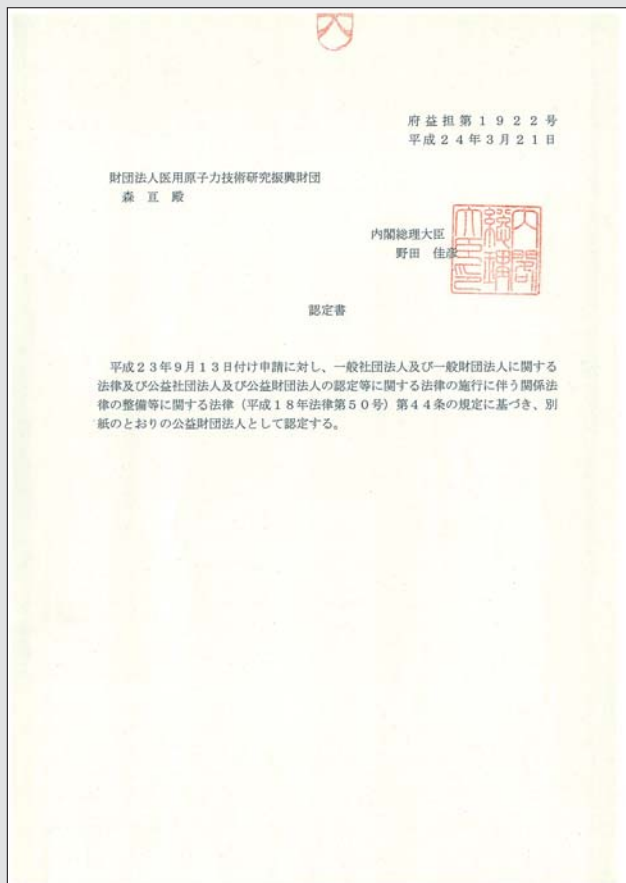 府益担第1922号
平成24年3月21日
財団法人医用原子力技術研究振興財団
森 亘 殿
内閣総理大臣
野田 佳彦
内閣総理大臣印
認定書
平成23年9月13日付け申請に対し、一般社団法人及び一般財団法人に関する
法律及び公益社団法人及び公益財団法人の認定等に関する法律の施行に伴う関係法
律の整備等に関する法律(平成18年法律第50号)第44条の規定に基づき、別
紙のとおりの公益財団法人として認定する。